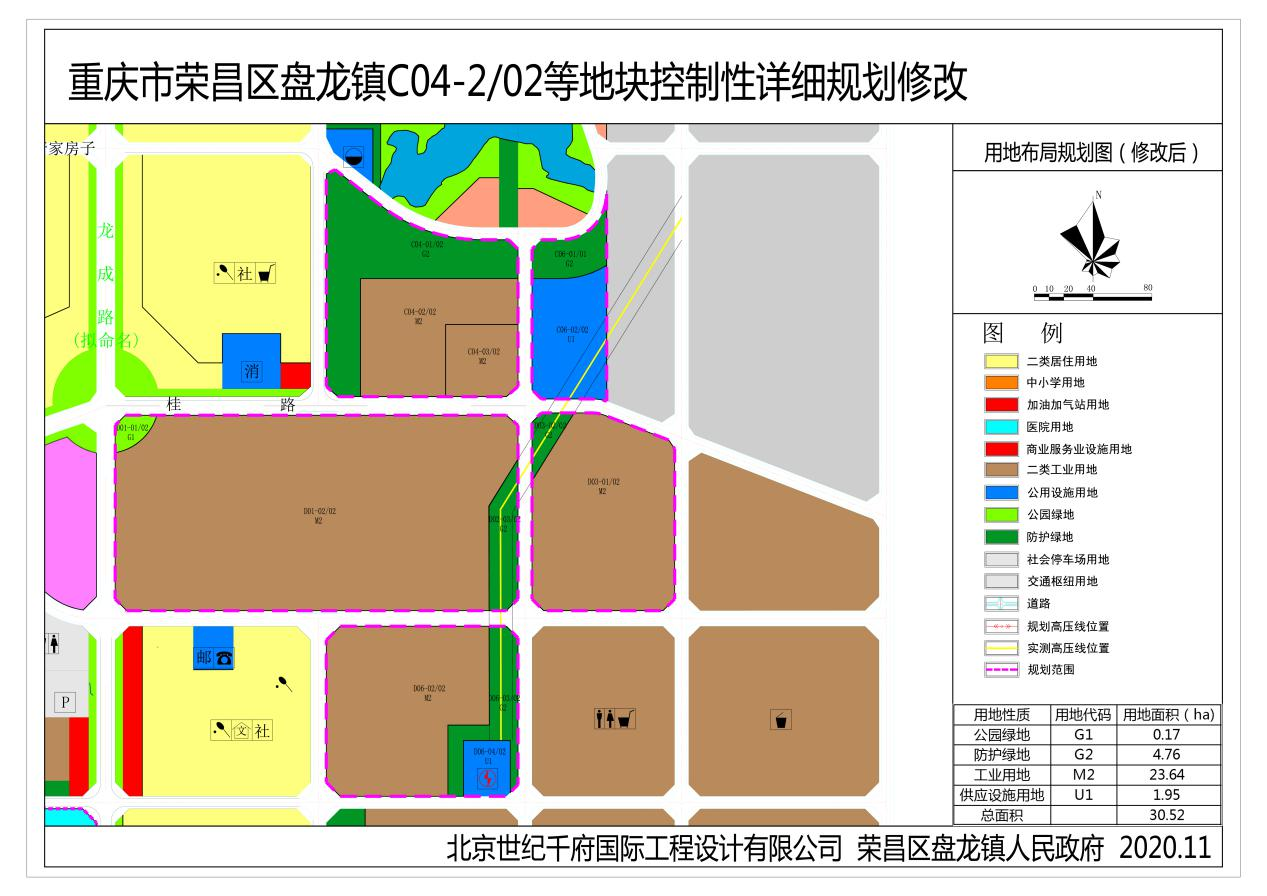 重庆市荣昌区盘龙镇C04-2/02等地块控制性详细规划修改
家房子
龙
成
路
(拟命名)
社
消
桂 路
C04-01/02
G2
C04-02/02
M2
C04-03/02
M2
C06-01/01
G2
C06-02/02
U1
D01-01/02
G1
D01-02/02
M2
G2
G2
D03-01/02
M2
邮
文 社
P
D06-02/02
M2
D06-03/02
G2
D06-04/02
U1
用地布局规划图（修改后）
N
0 10 20 40 80
图 例
二类居住用地
中小学用地
加油加气站用地
医院用地
商业服务业设施用地
二类工业用地
公用设施用地
公园绿地
防护绿地
社会停车场用地
交通枢纽用地
道路
规划高压线位置
实测高压线位置
规划范围
用地性质 用地代码 用地面积（ha）
公园绿地 G1 0.17
防护绿地 G2 4.76
工业用地 M2 23.64
供应设施用地 U1 1.95
总面积 30.52
北京世纪千府国际工程设计有限公司 荣昌区盘龙镇人民政府 2020.11